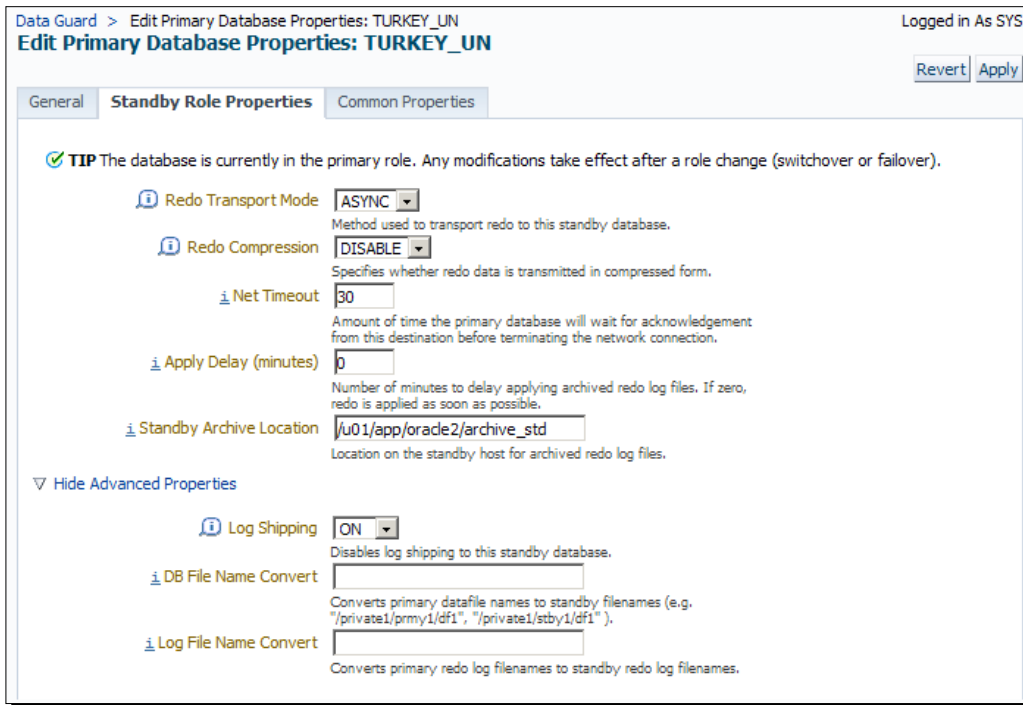 Data Guard > Edit Primary Database Properties: TURKEY_UN
Logged in As SYS
Edit Primary Database Properties: TURKEY_UN
Revert Apply
General Standby Role Properties Common Properties
TIP The database is currently in the primary role. Any modifications take effect after a role change (switchover or failover).
i Redo Transport Mode ASYNC
Method used to transport redo to this standby database.
i Redo Compression DISABLE
Specifies whether redo data is transmitted in compressed form.
i Net Timeout 30
Amount of time the primary database will wait for acknowledgement
from this destination before terminating the network connection.
i Apply Delay (minutes) 0
Number of minutes to delay applying archived redo log files. If zero,
redo is applied as soon as possible.
i Standby Archive Location /u01/app/oracle2/archive_std
Location on the standby host for archived redo log files.
Hide Advanced Properties
i Log Shipping ON
Disables log shipping to this standby database.
i DB File Name Convert
Converts primary datafile names to standby filenames (e.g.
"/private1/prmy1/df1", "/private1/stby1/df1" ).
i Log File Name Convert
Converts primary redo log filenames to standby redo log filenames.